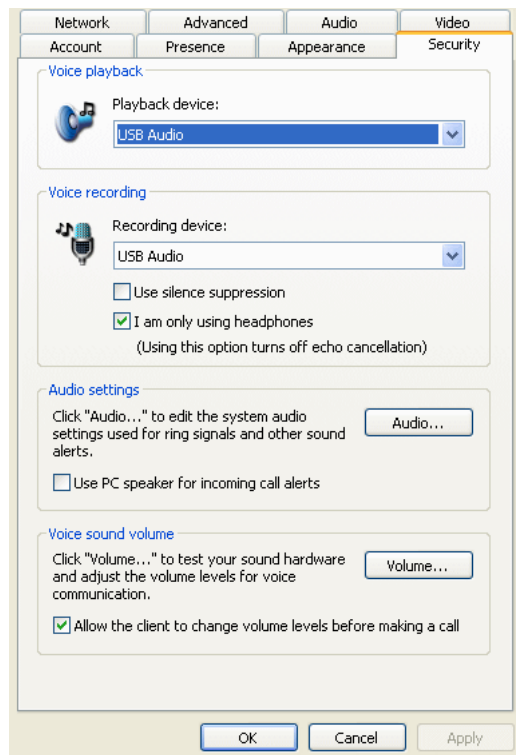 Network Advanced Audio Video
Account Presence Appearance Security
Voice playback
Playback device:
USB Audio
Voice recording
Recording device:
USB Audio
Use silence suppression
I am only using headphones
(Using this option turns off echo cancellation)
Audio settings
Click "Audio..." to edit the system audio
settings used for ring signals and other sound
alerts.
Audio...
Use PC speaker for incoming call alerts
Voice sound volume
Click "Volume..." to test your sound hardware
and adjust the volume levels for voice
communication.
Volume...
Allow the client to change volume levels before making a call
OK Cancel Apply